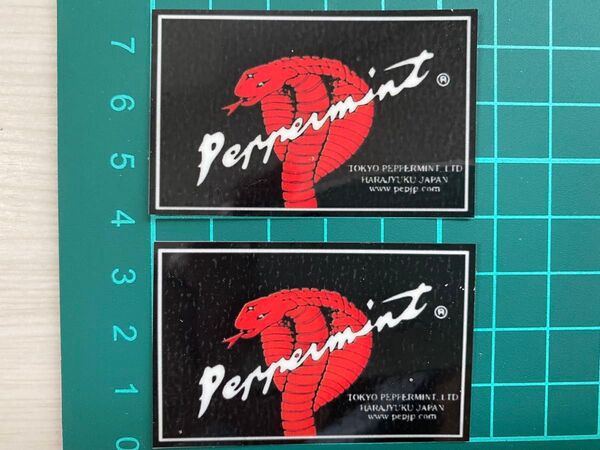 7
6
5
4
3
2
1
0
Peppermint ®
TOKYO PEPPERMINT, LTD
HARAJYUKU JAPAN
www.pepjp.com
Peppermint ®
TOKYO PEPPERMINT, LTD
HARAJYUKU JAPAN
www.pepjp.com